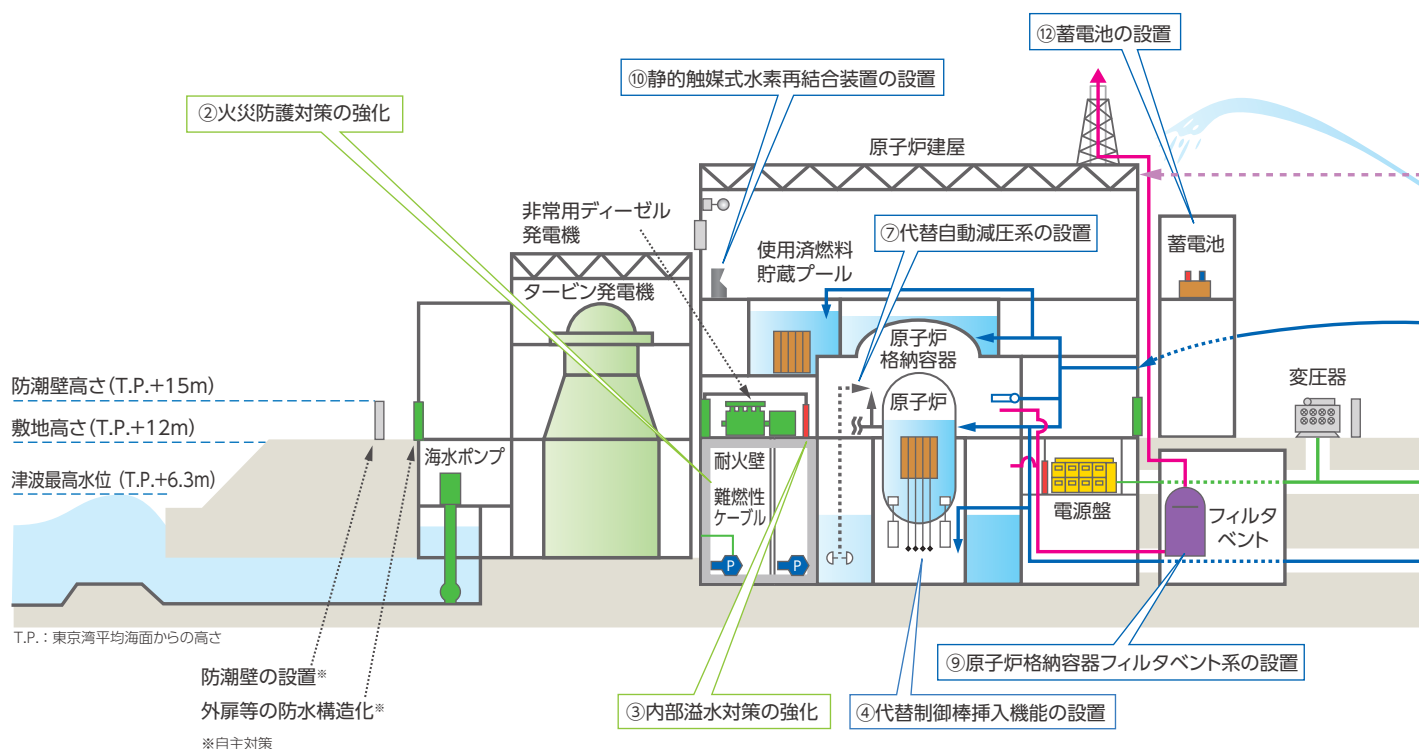 ⑫蓄電池の設置
⑩静的触媒式水素再結合装置の設置
②火災防護対策の強化
原子炉建屋
非常用ディーゼル
発電機
⑦代替自動減圧系の設置
使用済燃料
貯蔵プール
蓄電池
タービン発電機
原子炉
格納容器
防潮壁高さ(T.P.+15m)
変圧器
原子炉
敷地高さ(T.P.+12m)
海水ポンプ
耐火壁
津波最高水位 (T.P.+6.3m)
難燃性
ケーブル
電源盤
フィルタ
ベント
P
P
T.P.:東京湾平均海面からの高さ
防潮壁の設置※
⑨原子炉格納容器フィルタベント系の設置
外扉等の防水構造化※
③内部溢水対策の強化
④代替制御棒挿入機能の設置
※自主対策